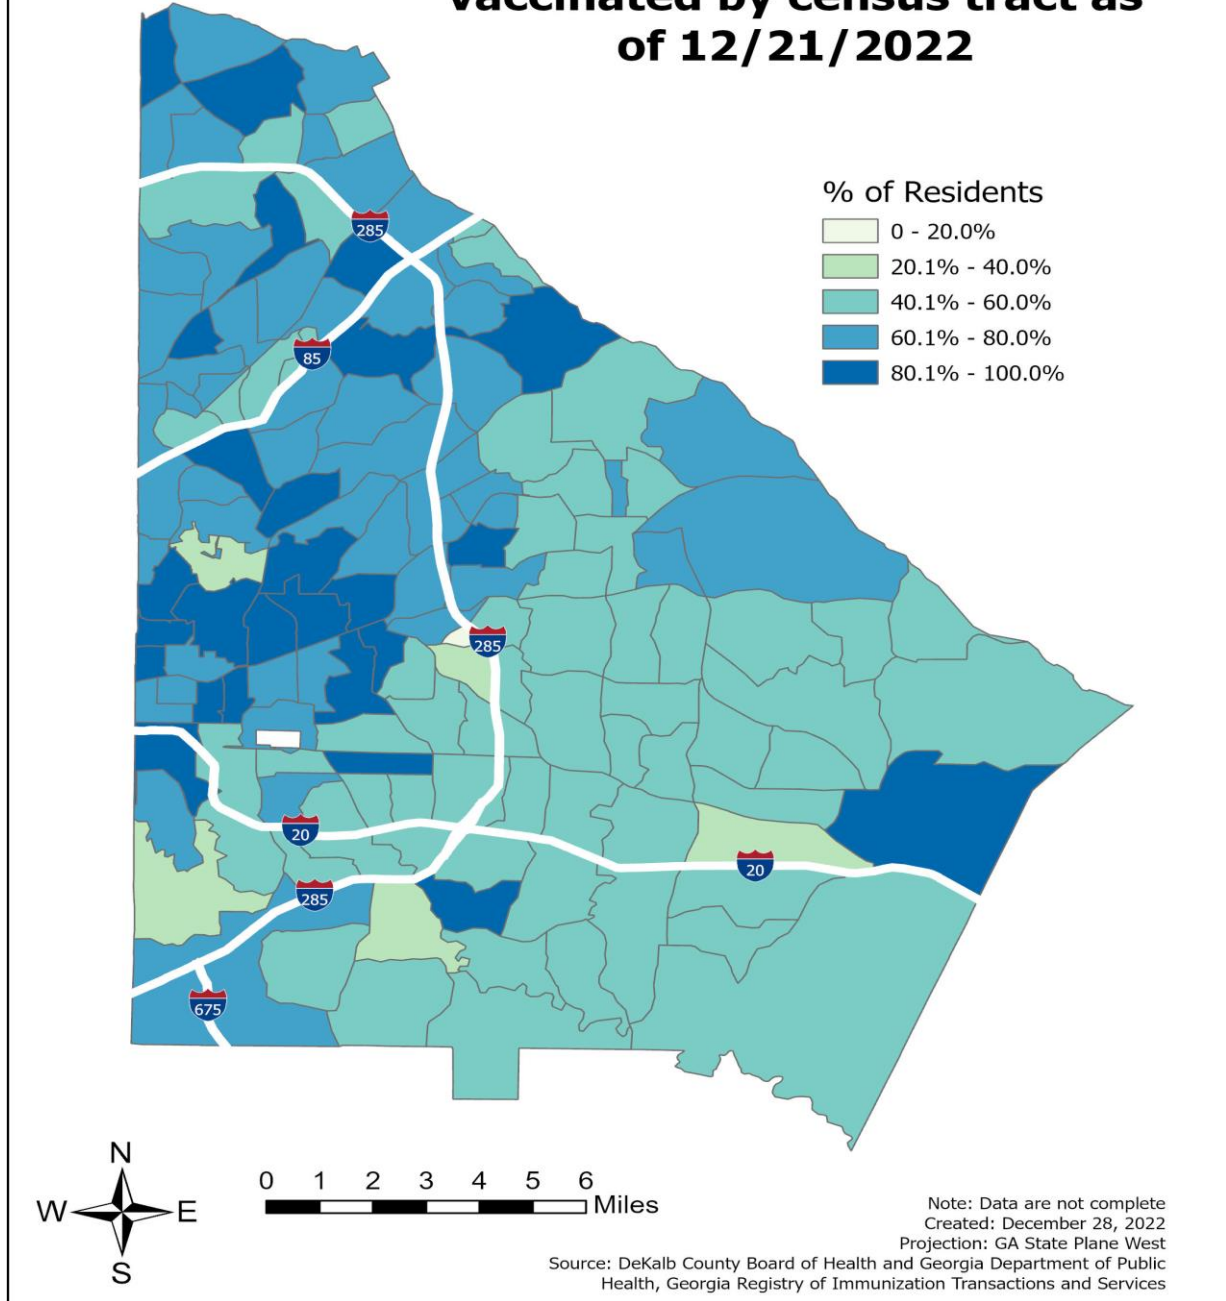 vaccinated by census tract as
of 12/21/2022
% of Residents
0 - 20.0%
20.1% - 40.0%
40.1% - 60.0%
60.1% - 80.0%
80.1% - 100.0%
285
85
285
20
20
285
675
N
W E
S
0 1 2 3 4 5 6
Miles
Note: Data are not complete
Created: December 28, 2022
Projection: GA State Plane West
Source: DeKalb County Board of Health and Georgia Department of Public
Health, Georgia Registry of Immunization Transactions and Services